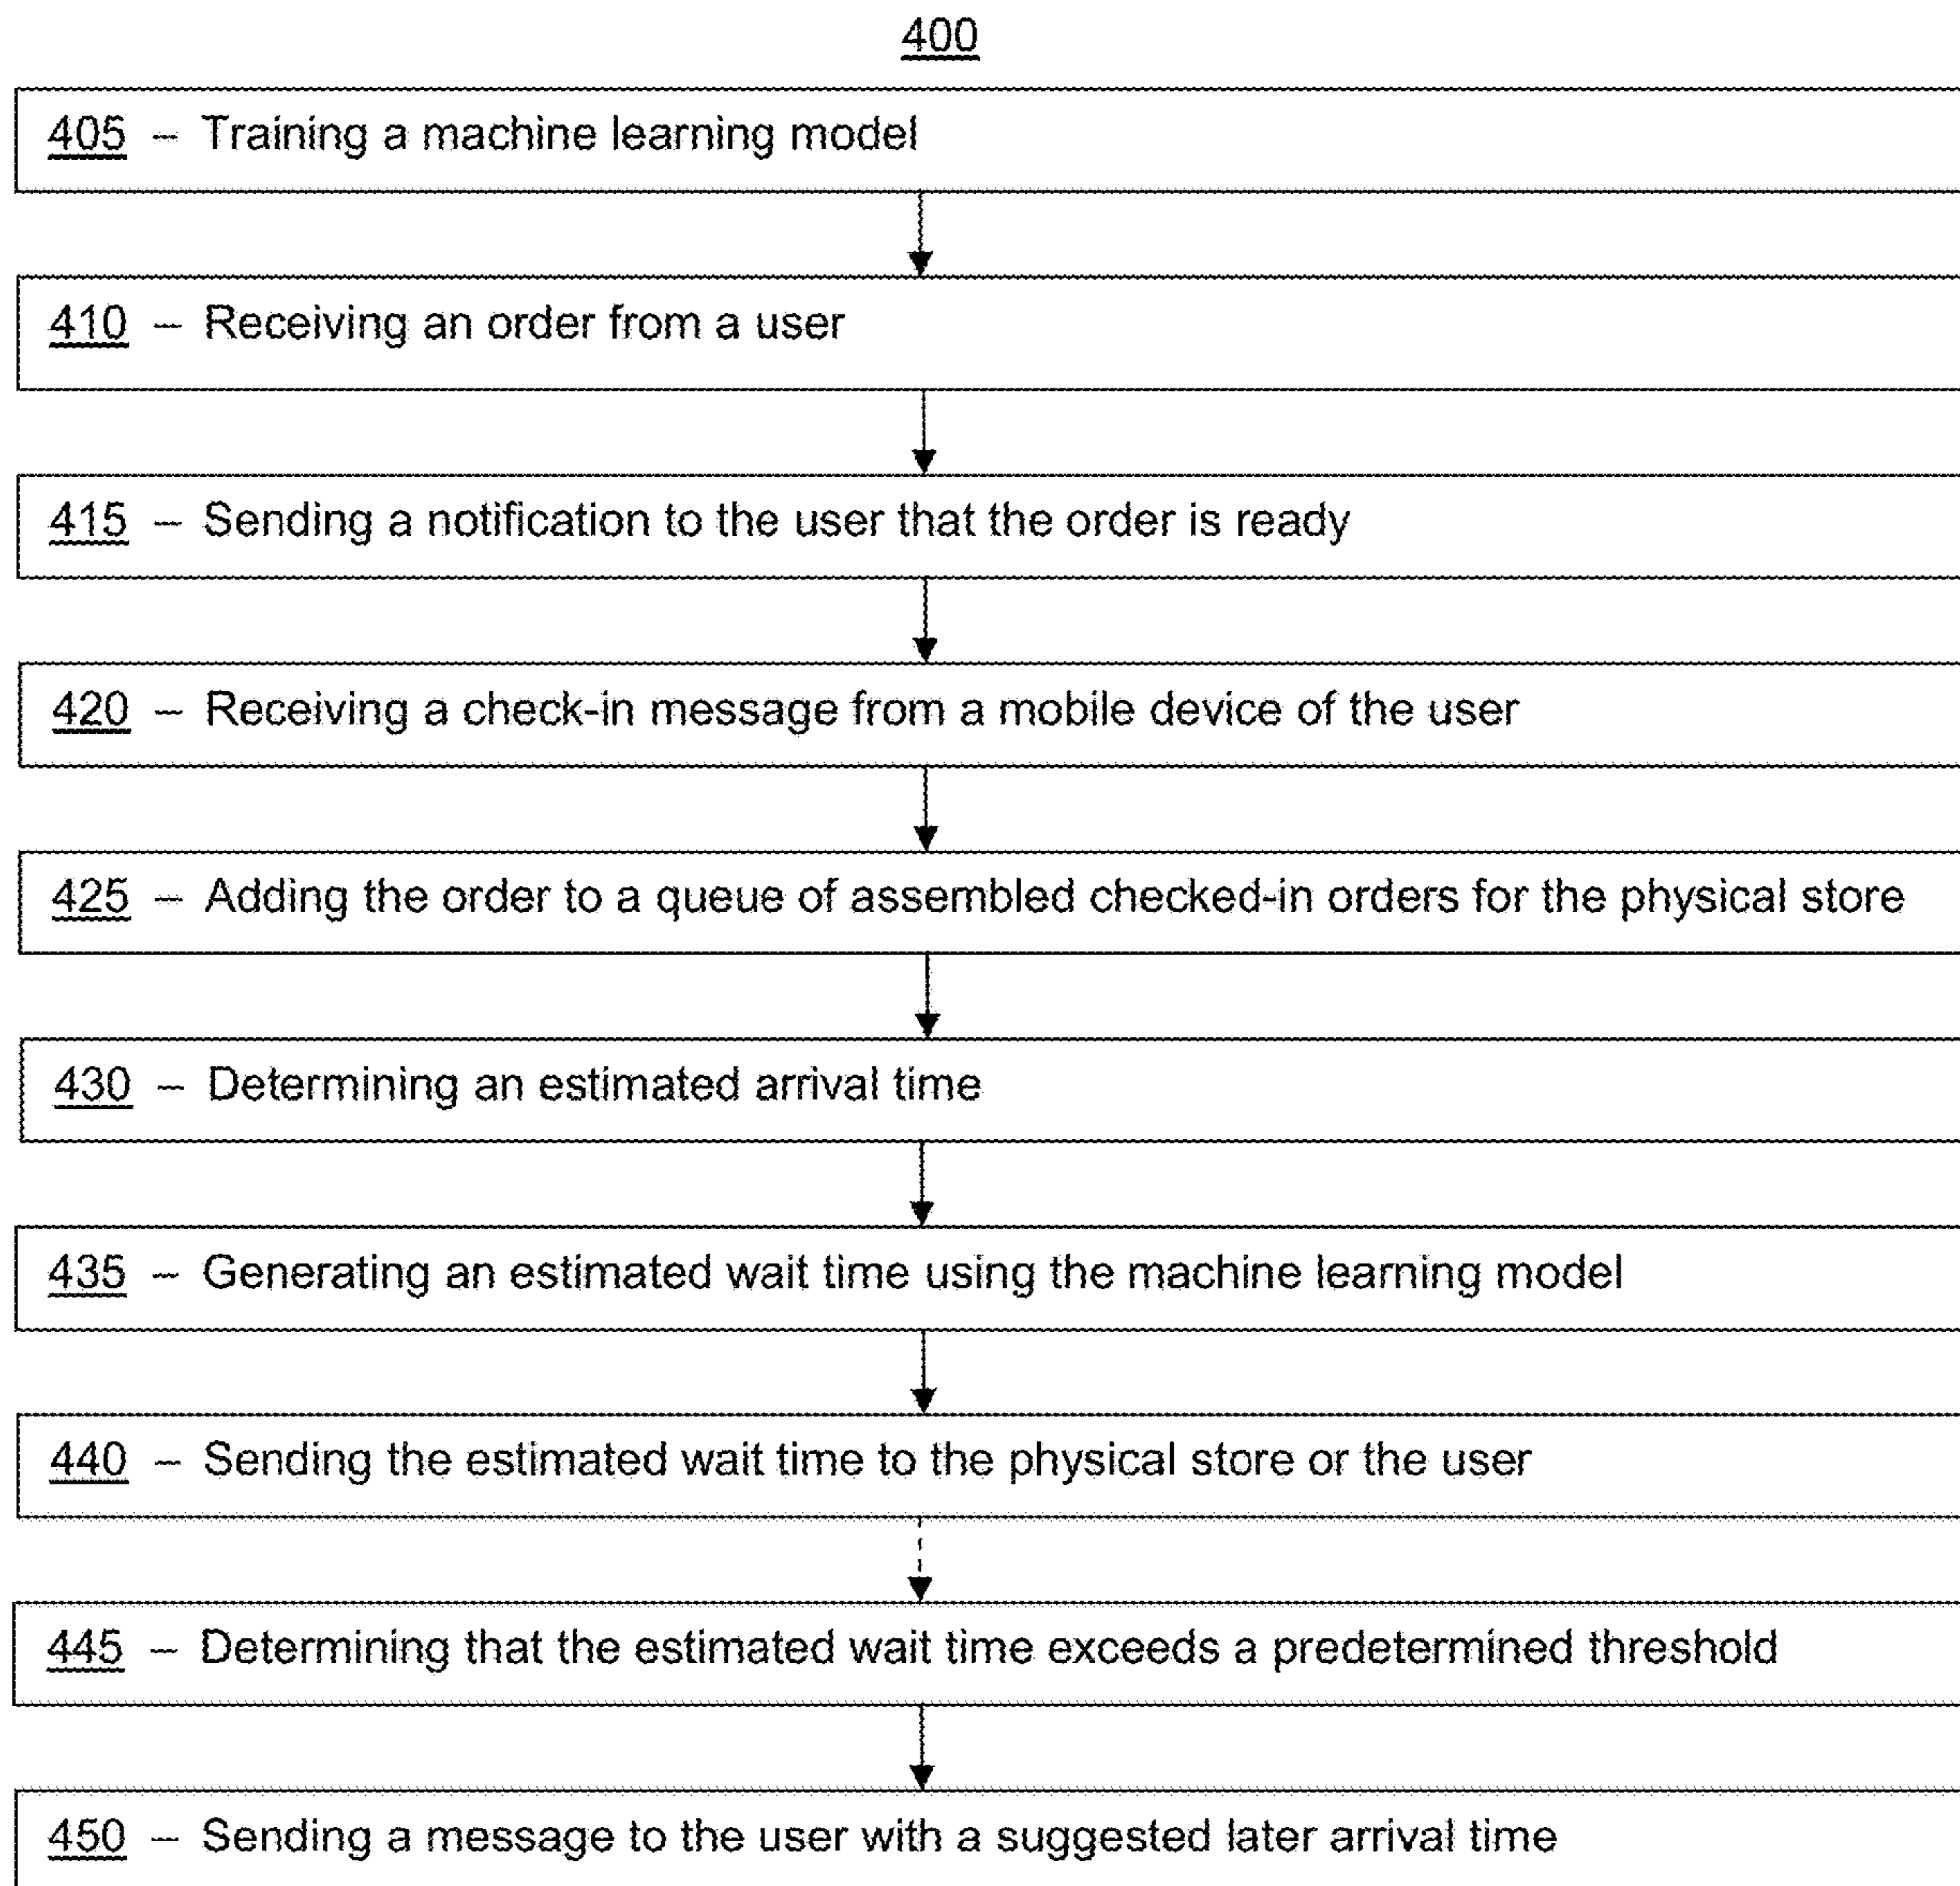 400
405 – Training a machine learning model
410 – Receiving an order from a user
415 – Sending a notification to the user that the order is ready
420 – Receiving a check-in message from a mobile device of the user
425 – Adding the order to a queue of assembled checked-in orders for the physical store
430 – Determining an estimated arrival time
435 – Generating an estimated wait time using the machine learning model
440 – Sending the estimated wait time to the physical store or the user
445 – Determining that the estimated wait time exceeds a predetermined threshold
450 – Sending a message to the user with a suggested later arrival time